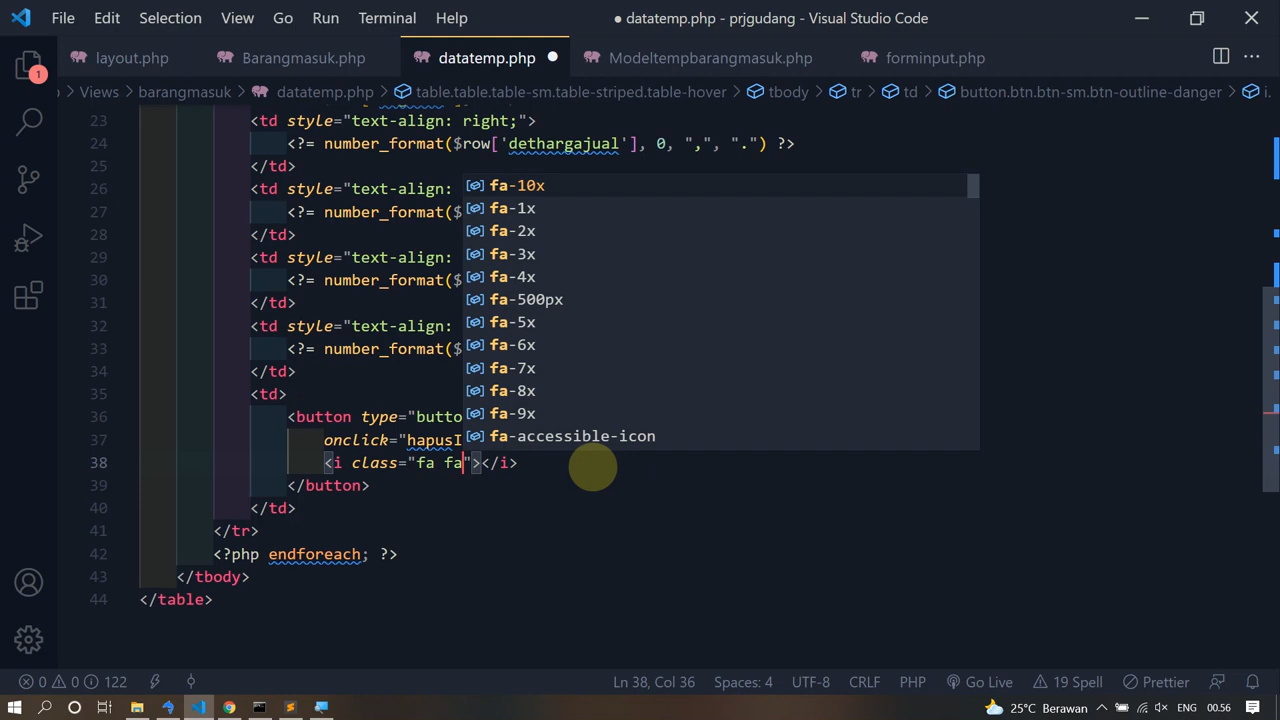 File Edit Selection View Go Run Terminal Help
● datatemp.php - prjgudang - Visual Studio Code
layout.php Barangmasuk.php datatemp.php Modeltempbarangmasuk.php forminput.php
1
Views > barangmasuk > datatemp.php > table.table.table-sm.table-striped.table-hover > tbody > tr > td > button.btn.btn-sm.btn-outline-danger > i.
23 <td style="text-align: right;">
24 <?= number_format($row['dethargajual'], 0, ",", ".") ?>
25 </td>
26 <td style="text-align:
27 <?= number_format($
28 </td>
29 <td style="text-align:
30 <?= number_format($
31 </td>
32 <td style="text-align:
33 <?= number_format($
34 </td>
35 <td>
36 <button type="butto
37 onclick="hapusI
38 <i class="fa fa"></i>
39 </button>
40 </td>
41 </tr>
42 <?php endforeach; ?>
43 </tbody>
44 </table>
fa-10x
fa-1x
fa-2x
fa-3x
fa-4x
fa-500px
fa-5x
fa-6x
fa-7x
fa-8x
fa-9x
fa-accessible-icon
0 0 122 Ln 38, Col 36 Spaces: 4 UTF-8 CRLF PHP Go Live 19 Spell Prettier
25°C Berawan ENG 00.56